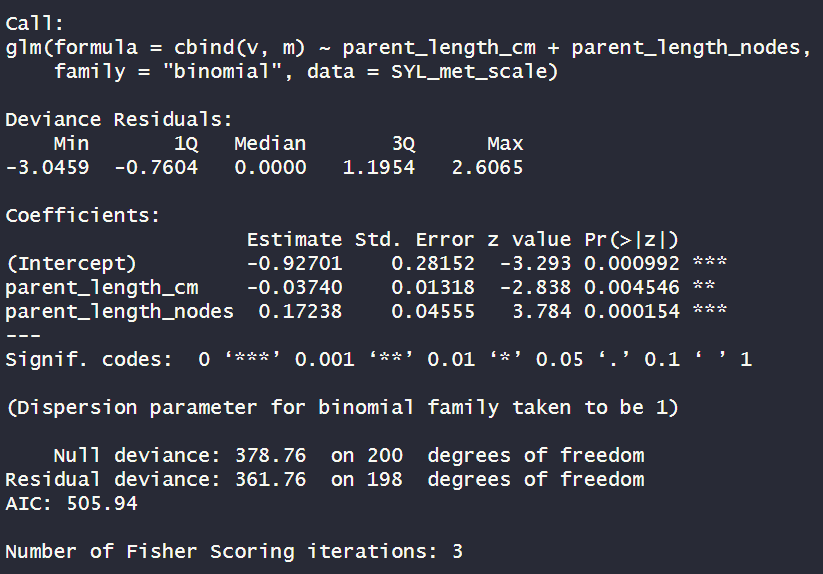 Call:
glm(formula = cbind(v, m) ~ parent_length_cm + parent_length_nodes,
    family = "binomial", data = SYL_met_scale)

Deviance Residuals:
    Min       1Q   Median       3Q      Max
-3.0459  -0.7604   0.0000   1.1954   2.6065

Coefficients:
                    Estimate Std. Error z value Pr(>|z|)
(Intercept)         -0.92701    0.28152  -3.293 0.000992 ***
parent_length_cm    -0.03740    0.01318  -2.838 0.004546 **
parent_length_nodes  0.17238    0.04555   3.784 0.000154 ***
---
Signif. codes:  0 ‘***’ 0.001 ‘**’ 0.01 ‘*’ 0.05 ‘.’ 0.1 ‘ ’ 1

(Dispersion parameter for binomial family taken to be 1)

    Null deviance: 378.76  on 200  degrees of freedom
Residual deviance: 361.76  on 198  degrees of freedom
AIC: 505.94

Number of Fisher Scoring iterations: 3